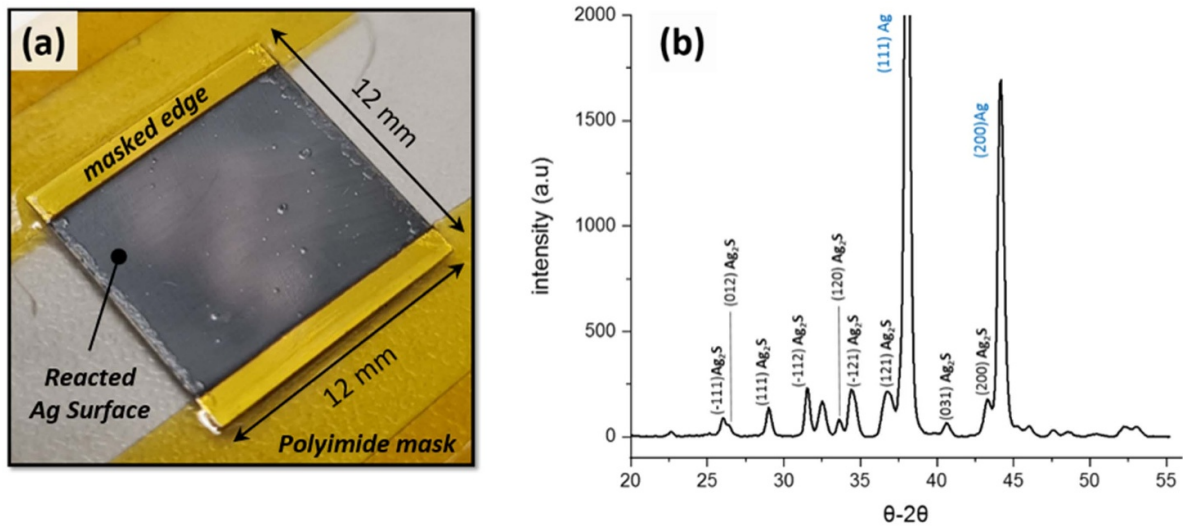 (a)
masked edge
12 mm
Reacted
Ag Surface
12 mm
Polyimide mask
(b)
intensity (a.u)
2000
1500
1000
500
0
(-111)Ag₂S
(012) Ag₂S
(111) Ag₂S
(-112) Ag₂S
(120) Ag₂S
(-121) Ag₂S
(121) Ag₂S
(111) Ag
(031) Ag₂S
(200) Ag₂S
(200)Ag
20
25
30
35
40
45
50
55
θ-2θ